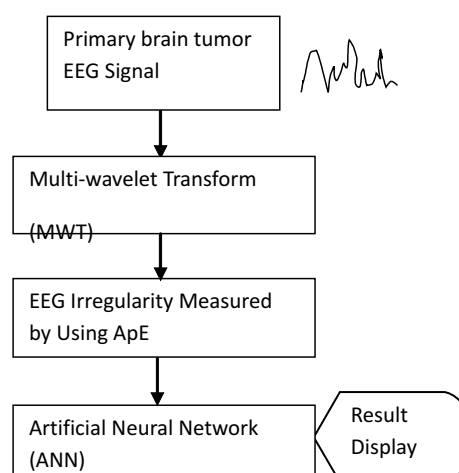 Primary brain tumor
EEG Signal
Multi-wavelet Transform
(MWT)
EEG Irregularity Measured
by Using ApE
Artificial Neural Network
(ANN)
Result
Display